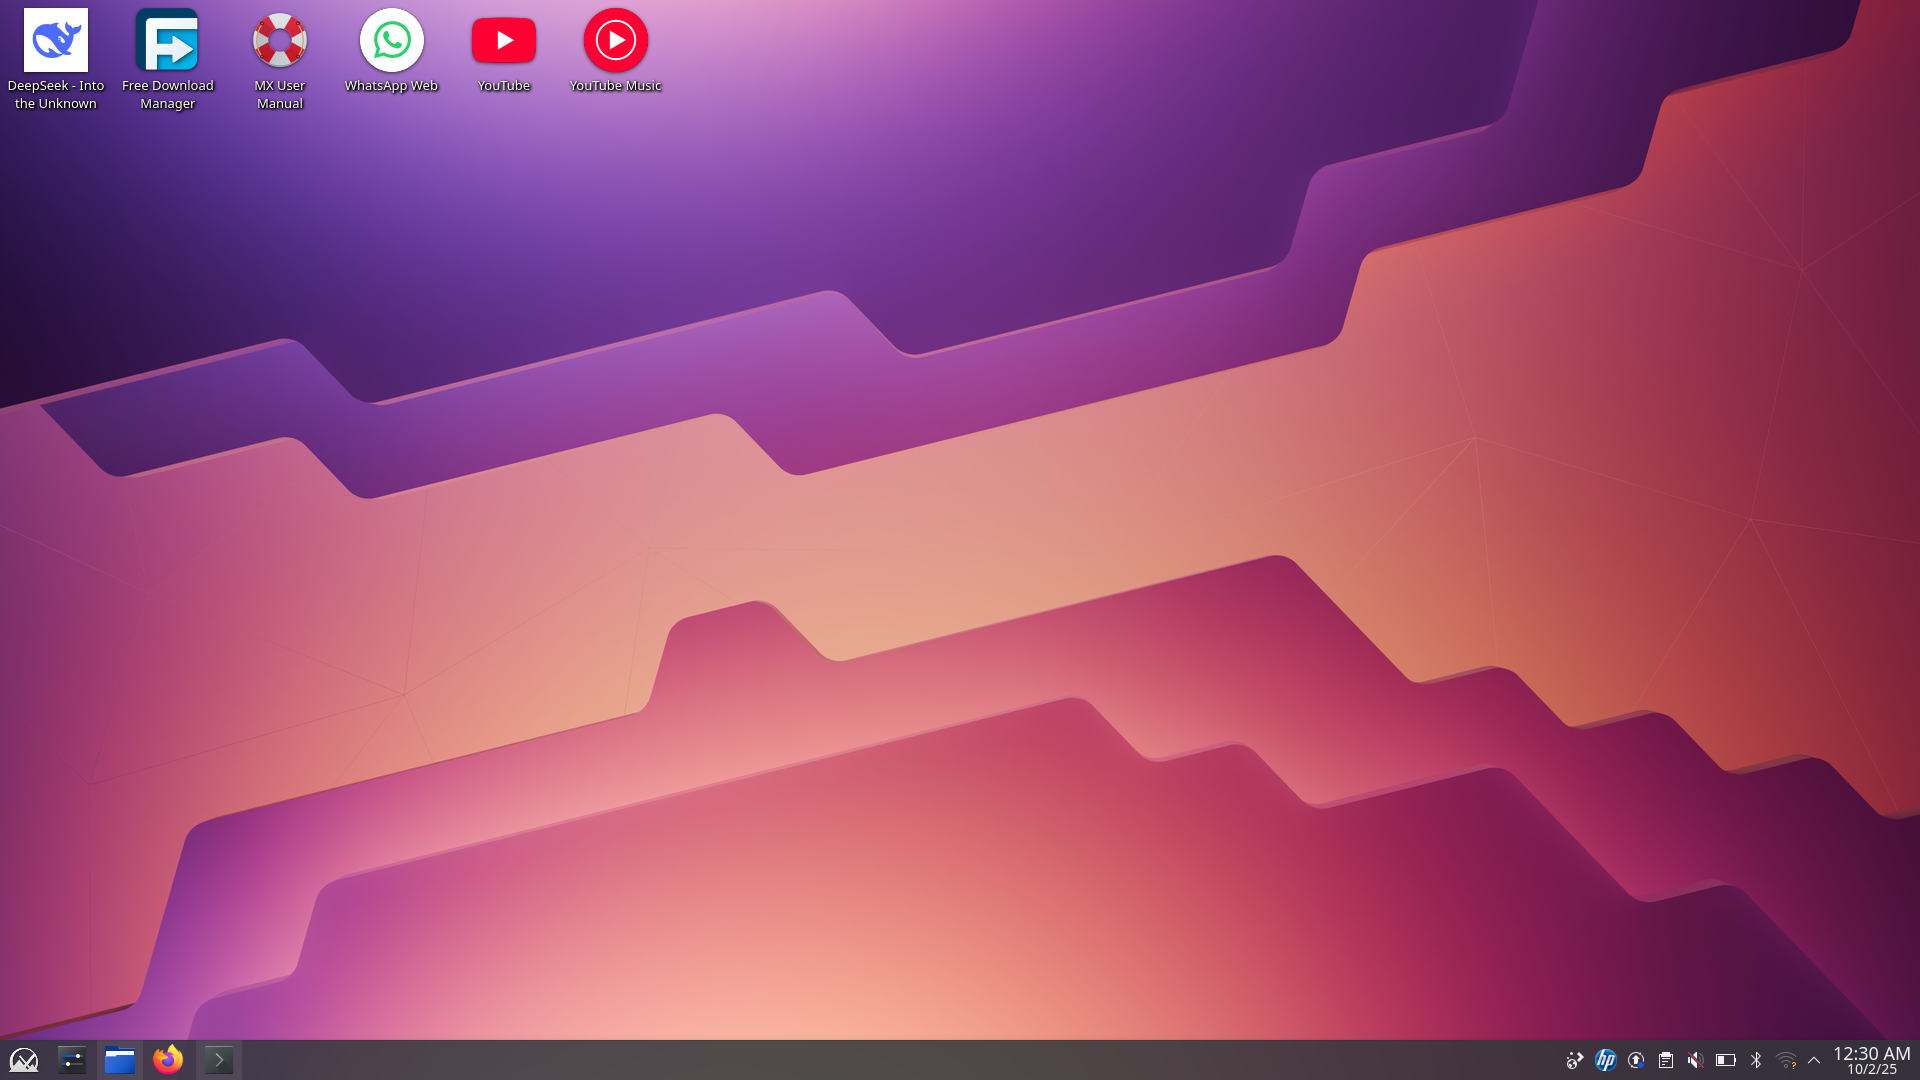 DeepSeek - Into
the Unknown
Free Download
Manager
MX User
Manual
WhatsApp Web
YouTube
YouTube Music
hp
12:30 AM
10/2/25